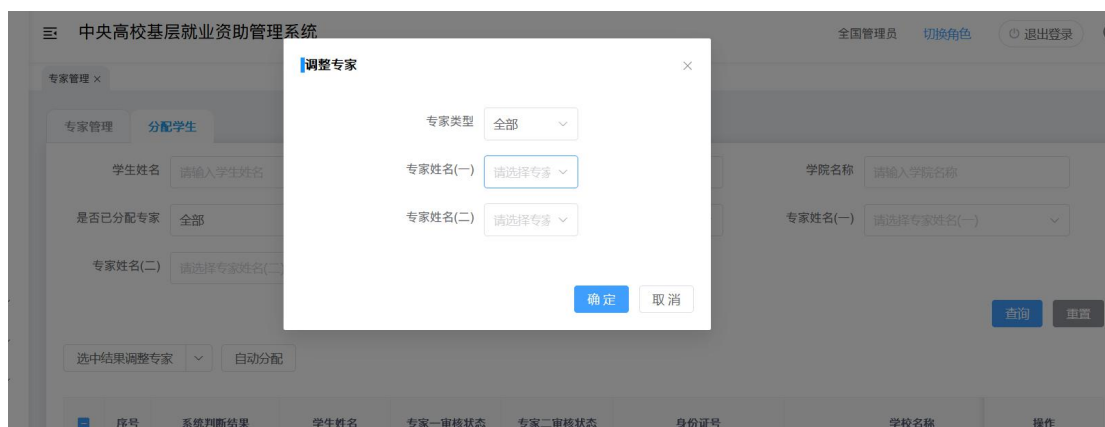 中央高校基层就业资助管理系统
全国管理员 切换角色 退出登录
专家管理 ×
调整专家
专家管理 分配学生
专家类型 全部
学生姓名 请输入学生姓名
专家姓名(一) 请选择专家
学院名称 请输入学院名称
是否已分配专家 全部
专家姓名(二) 请选择专家
专家姓名(一) 请选择专家姓名(一)
专家姓名(二) 请选择专家姓名(二
确定 取消
查询 重置
选中结果调整专家 自动分配
序号 系统判断结果 学生姓名 专家一审核状态 专家二审核状态 身份证号 学校名称 操作